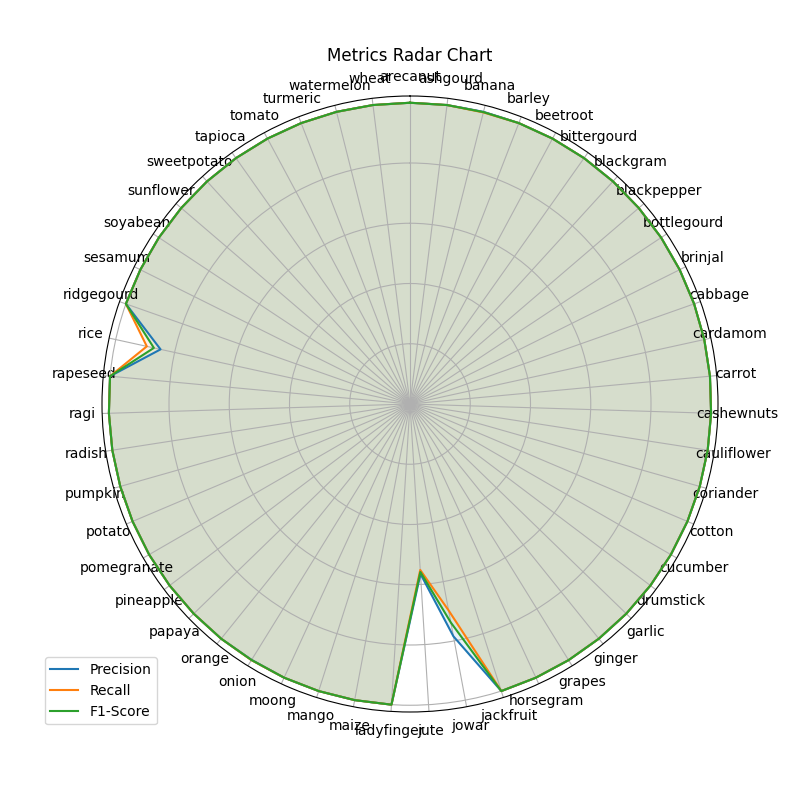 Metrics Radar Chart
arecanut
ashgourd
banana
barley
beetroot
bittergourd
blackgram
blackpepper
bottlegourd
brinjal
cabbage
cardamom
carrot
cashewnuts
cauliflower
coriander
cotton
cucumber
drumstick
garlic
ginger
grapes
horsegram
jackfruit
jowar
jute
ladyfinger
maize
mango
moong
onion
orange
papaya
pineapple
pomegranate
potato
pumpkin
radish
ragi
rapeseed
rice
ridgegourd
sesamum
soyabean
sunflower
sweetpotato
tapioca
tomato
turmeric
watermelon
wheat
Precision
Recall
F1-Score